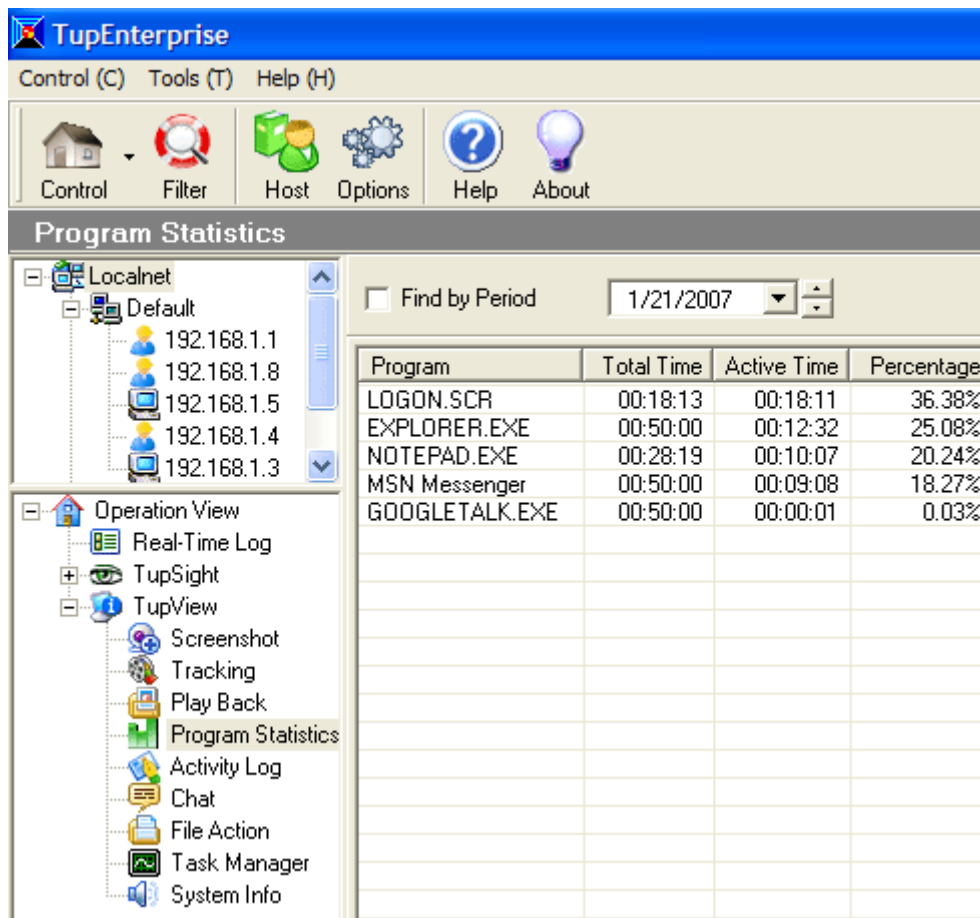 TupEnterprise
Control (C) Tools (T) Help (H)
Control Filter Host Options Help About
Program Statistics
Localnet
Default
192.168.1.1
192.168.1.8
192.168.1.5
192.168.1.4
192.168.1.3
Operation View
Real-Time Log
TupSight
TupView
Screenshot
Tracking
Play Back
Program Statistics
Activity Log
Chat
File Action
Task Manager
System Info
Find by Period 1/21/2007
Program Total Time Active Time Percentage
LOGON.SCR 00:18:13 00:18:11 36.38%
EXPLORER.EXE 00:50:00 00:12:32 25.08%
NOTEPAD.EXE 00:28:19 00:10:07 20.24%
MSN Messenger 00:50:00 00:09:08 18.27%
GOOGLETALK.EXE 00:50:00 00:00:01 0.03%